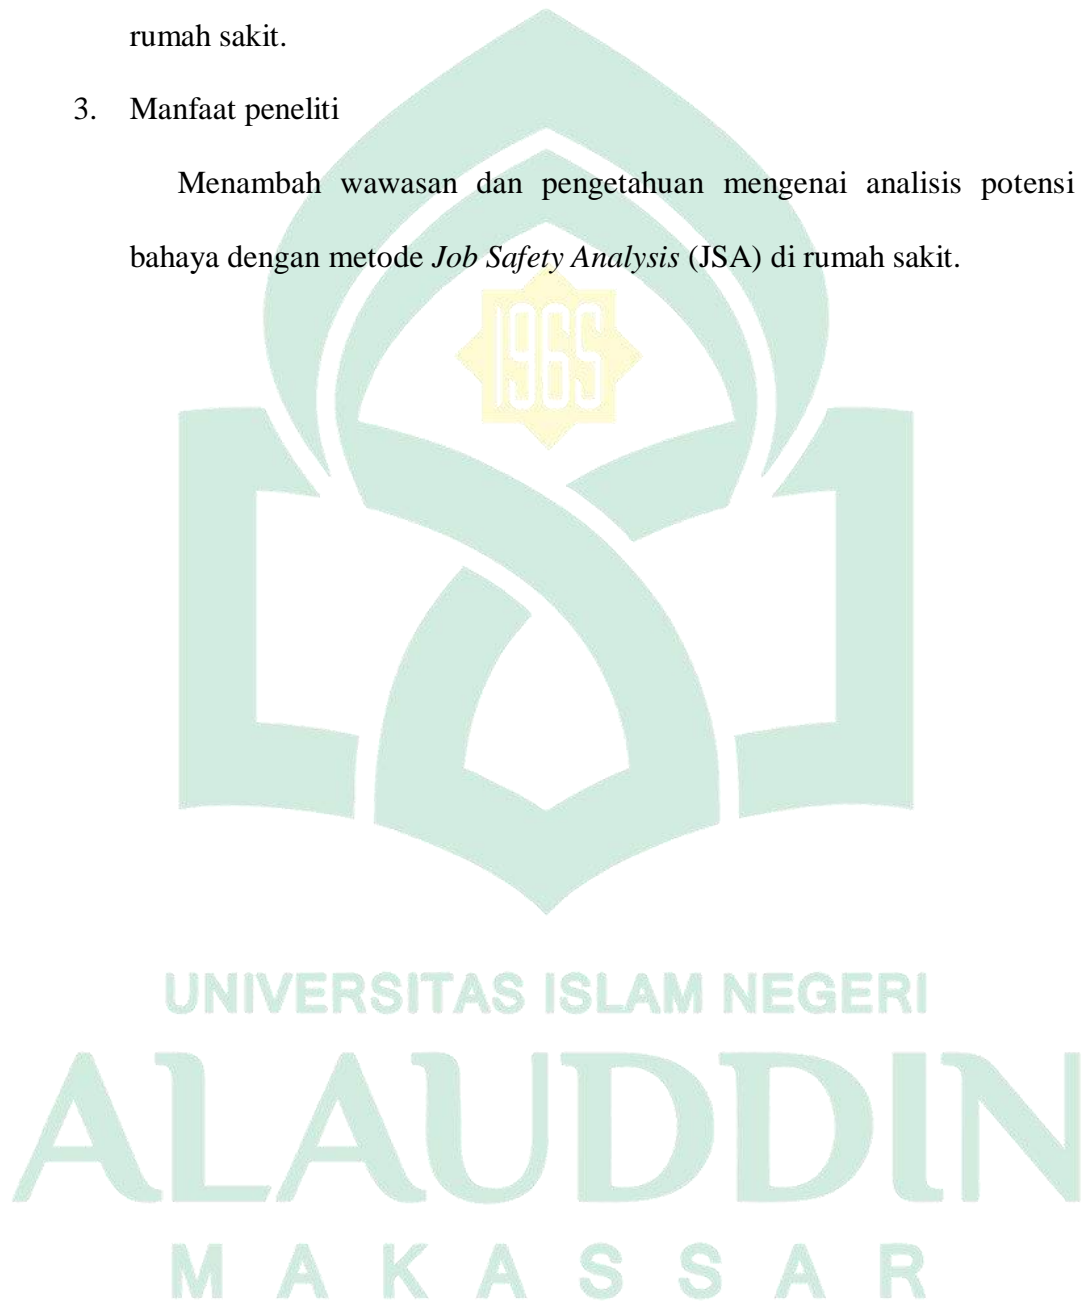 rumah sakit.
3. Manfaat peneliti
Menambah wawasan dan pengetahuan mengenai analisis potensi
bahaya dengan metode Job Safety Analysis (JSA) di rumah sakit.
1965
UNIVERSITAS ISLAM NEGERI
ALAUDDIN
MAKASSAR